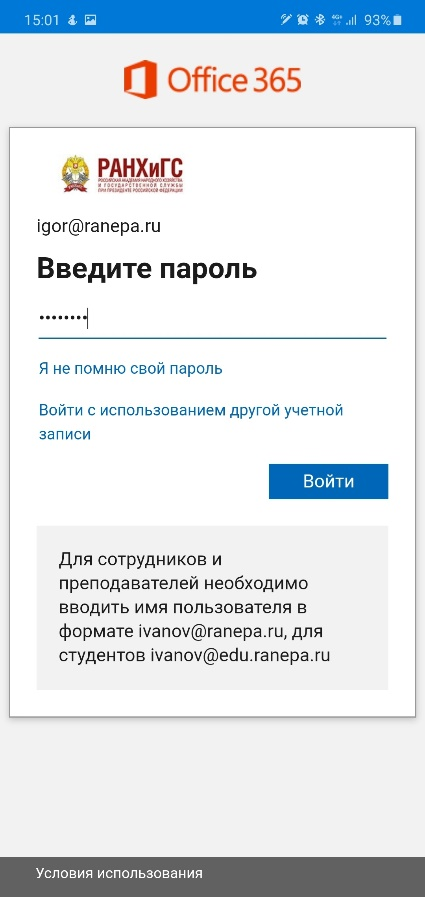 15:01
4G+
93%
Office 365
РАНХиГС
РОССИЙСКАЯ АКАДЕМИЯ НАРОДНОГО ХОЗЯЙСТВА
И ГОСУДАРСТВЕННОЙ СЛУЖБЫ
ПРИ ПРЕЗИДЕНТЕ РОССИЙСКОЙ ФЕДЕРАЦИИ
igor@ranepa.ru
Введите пароль
••••••••
Я не помню свой пароль
Войти с использованием другой учетной
записи
Войти
Для сотрудников и
преподавателей необходимо
вводить имя пользователя в
формате ivanov@ranepa.ru, для
студентов ivanov@edu.ranepa.ru
Условия использования